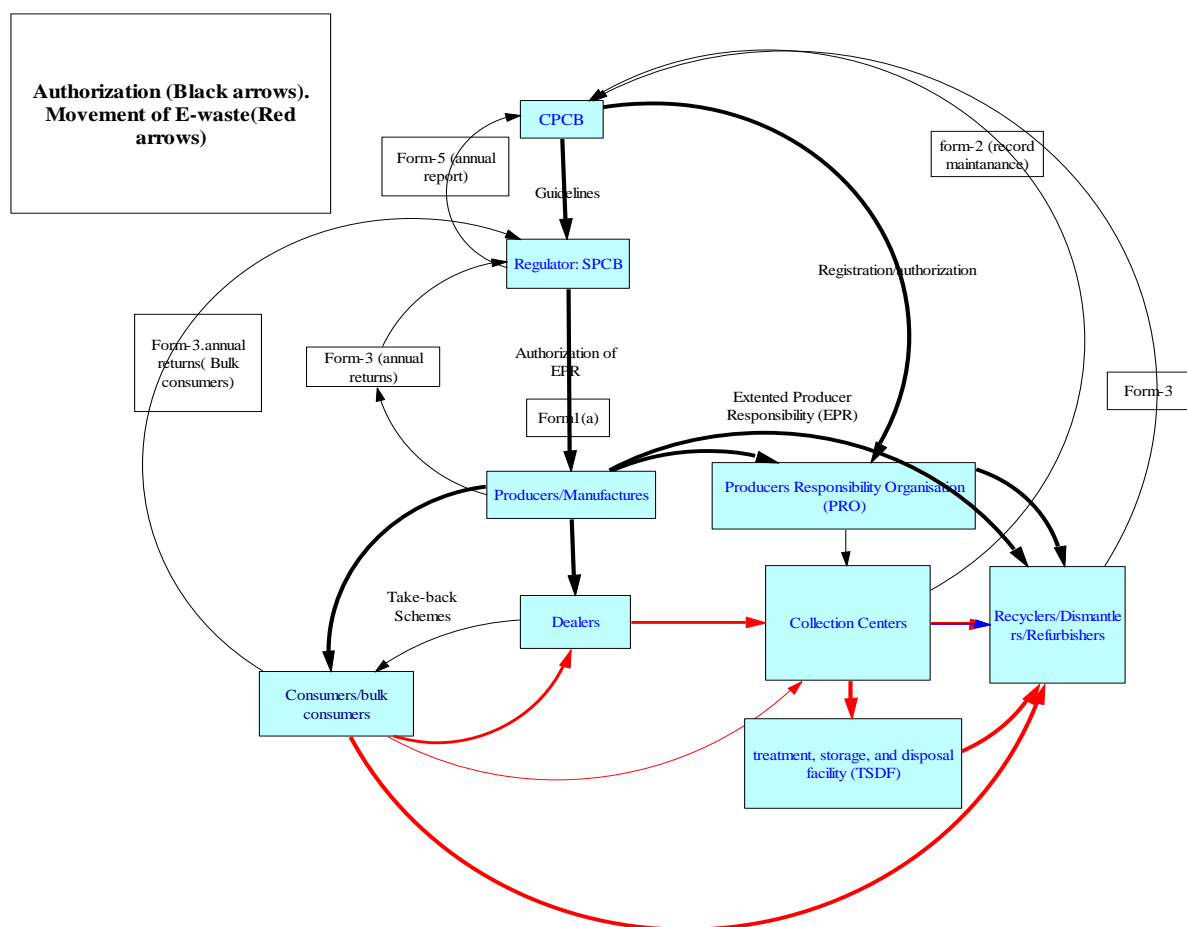 Authorization (Black arrows).
Movement of E-waste(Red
arrows)
CPCB
Form-5 (annual
report)
form-2 (record
maintanance)
Guidelines
Regulator: SPCB
Registration/authorization
Form-3.annual
returns( Bulk
consumers)
Form-3 (annual
returns)
Authorization of
EPR
Form1(a)
Extented Producer
Responsibility (EPR)
Form-3
Producers/Manufactures
Producers Responsibility Organisation
(PRO)
Take-back
Schemes
Dealers
Collection Centers
Recyclers/Dismantle
rs/Refurbishers
Consumers/bulk
consumers
treatment, storage, and disposal
facility (TSDF)